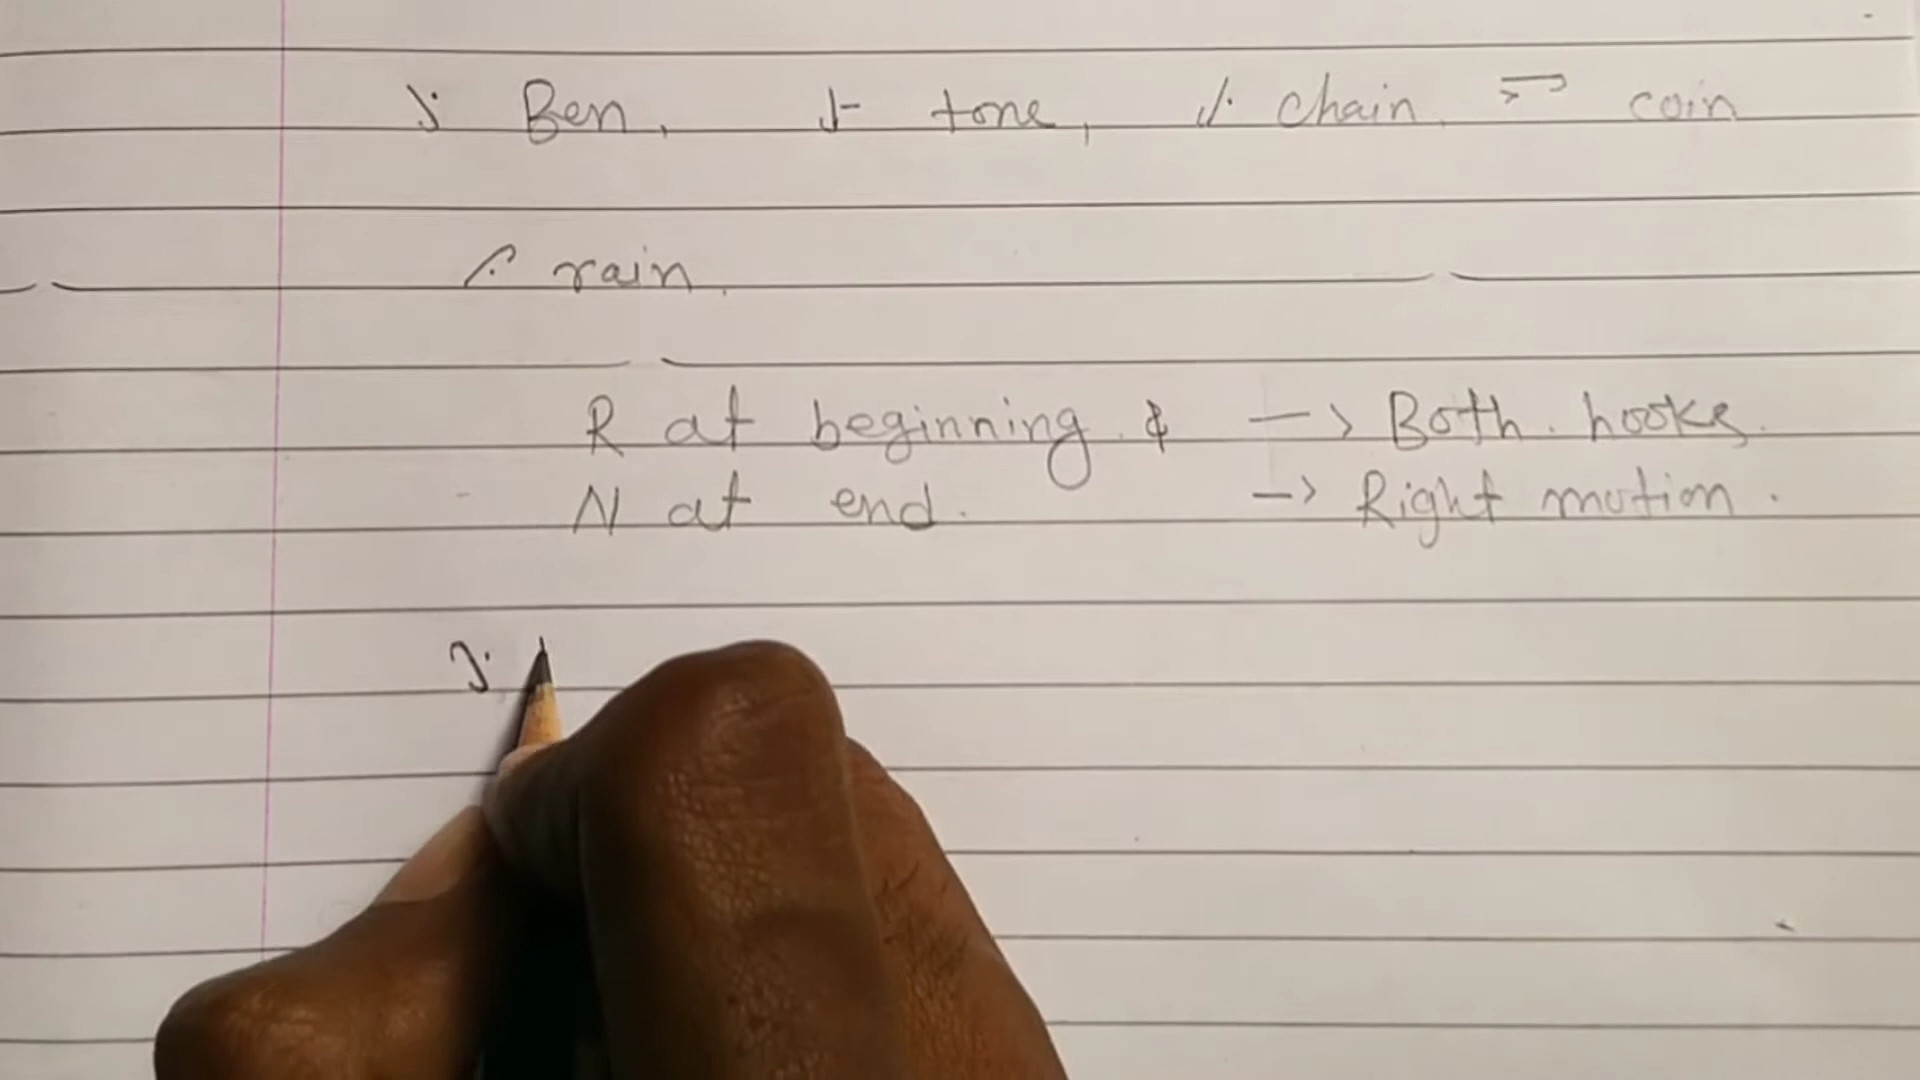 Ben, tone, chain. coin
rain.
R at beginning & -> Both hooks.
N at end. -> Right motion.